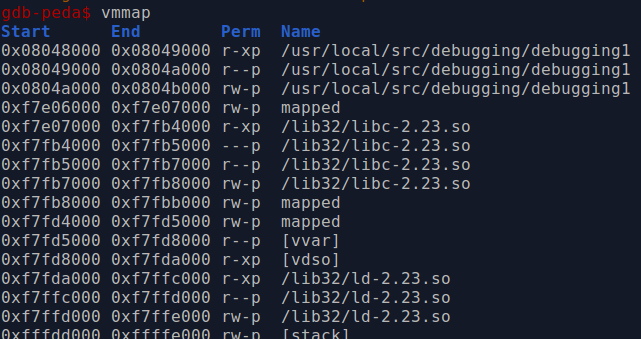 gdb-peda$ vmmap
Start End Perm Name
0x08048000 0x08049000 r-xp /usr/local/src/debugging/debugging1
0x08049000 0x0804a000 r--p /usr/local/src/debugging/debugging1
0x0804a000 0x0804b000 rw-p /usr/local/src/debugging/debugging1
0xf7e06000 0xf7e07000 rw-p mapped
0xf7e07000 0xf7fb4000 r-xp /lib32/libc-2.23.so
0xf7fb4000 0xf7fb5000 ---p /lib32/libc-2.23.so
0xf7fb5000 0xf7fb7000 r--p /lib32/libc-2.23.so
0xf7fb7000 0xf7fb8000 rw-p /lib32/libc-2.23.so
0xf7fb8000 0xf7fbb000 rw-p mapped
0xf7fd4000 0xf7fd5000 rw-p mapped
0xf7fd5000 0xf7fd8000 r--p [vvar]
0xf7fd8000 0xf7fda000 r-xp [vdso]
0xf7fda000 0xf7ffc000 r-xp /lib32/ld-2.23.so
0xf7ffc000 0xf7ffd000 r--p /lib32/ld-2.23.so
0xf7ffd000 0xf7ffe000 rw-p /lib32/ld-2.23.so
0xfffdd000 0xffffe000 rw-p [stack]